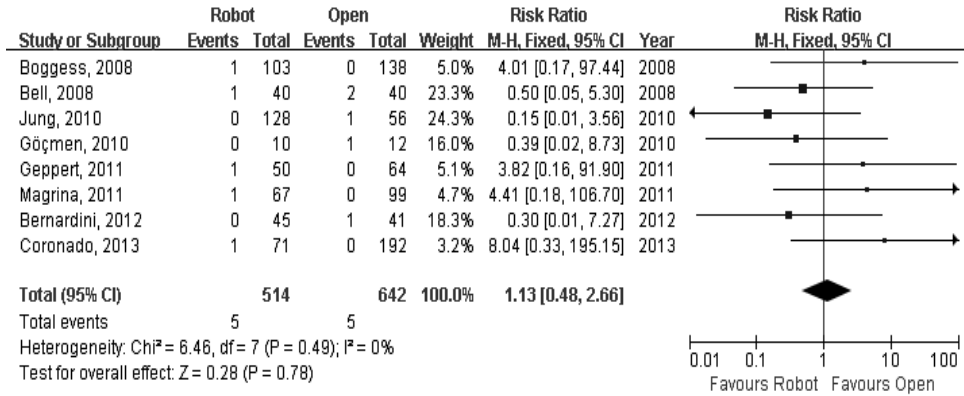 Robot Open Risk Ratio Risk Ratio
Study or Subgroup Events Total Events Total Weight M-H, Fixed, 95% CI Year M-H, Fixed, 95% CI
Boggess, 2008 1 103 0 138 5.0% 4.01 [0.17, 97.44] 2008
Bell, 2008 1 40 2 40 23.3% 0.50 [0.05, 5.30] 2008
Jung, 2010 0 128 1 56 24.3% 0.15 [0.01, 3.56] 2010
Göçmen, 2010 0 10 1 12 16.0% 0.39 [0.02, 8.73] 2010
Geppert, 2011 1 50 0 64 5.1% 3.82 [0.16, 91.90] 2011
Magrina, 2011 1 67 0 99 4.7% 4.41 [0.18, 106.70] 2011
Bernardini, 2012 0 45 1 41 18.3% 0.30 [0.01, 7.27] 2012
Coronado, 2013 1 71 0 192 3.2% 8.04 [0.33, 195.15] 2013
Total (95% CI) 514 642 100.0% 1.13 [0.48, 2.66]
Total events 5 5
Heterogeneity: Chi² = 6.46, df = 7 (P = 0.49); I² = 0%
Test for overall effect: Z = 0.28 (P = 0.78)
0.01 0.1 1 10 100
Favours Robot Favours Open